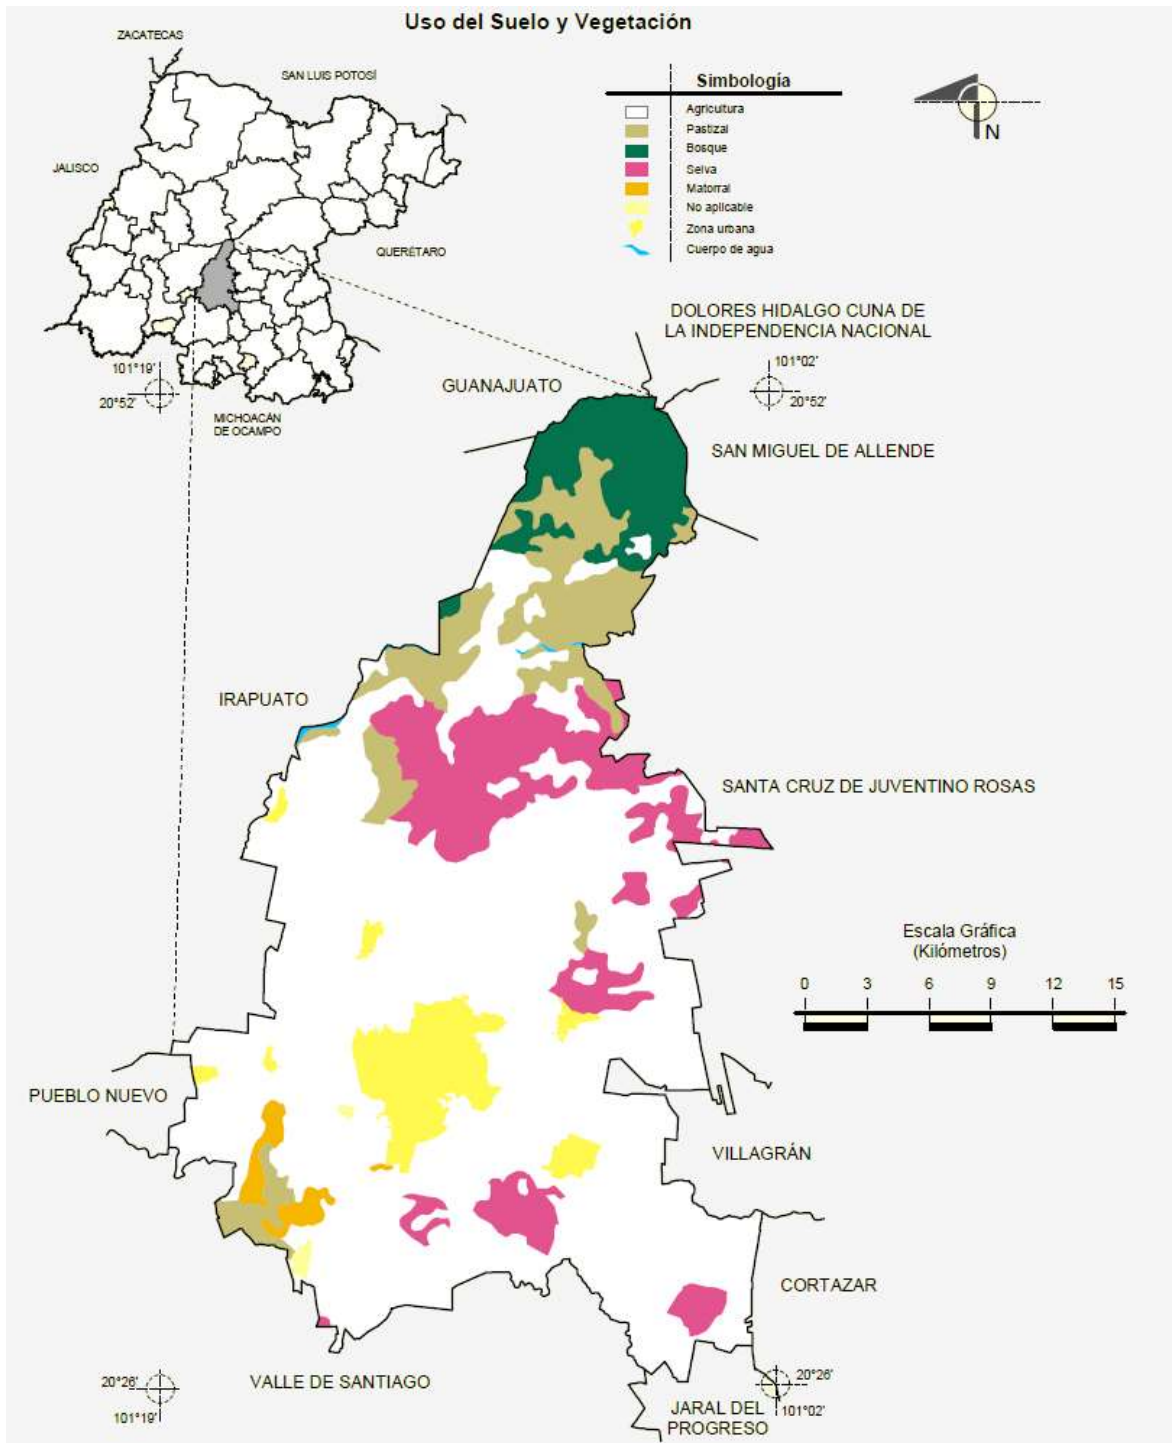 Uso del Suelo y Vegetación
ZACATECAS
SAN LUIS POTOSÍ
JALISCO
QUERÉTARO
MICHOACÁN
DE OCAMPO
101°19'
20°52'
Simbología
Agricultura
Pastizal
Bosque
Selva
Matorral
No aplicable
Zona urbana
Cuerpo de agua
N
DOLORES HIDALGO CUNA DE
LA INDEPENDENCIA NACIONAL
101°02'
20°52'
GUANAJUATO
SAN MIGUEL DE ALLENDE
IRAPUATO
SANTA CRUZ DE JUVENTINO ROSAS
Escala Gráfica
(Kilómetros)
0 3 6 9 12 15
PUEBLO NUEVO
VILLAGRÁN
CORTAZAR
VALLE DE SANTIAGO
20°26'
101°19'
20°26'
101°02'
JARAL DEL
PROGRESO